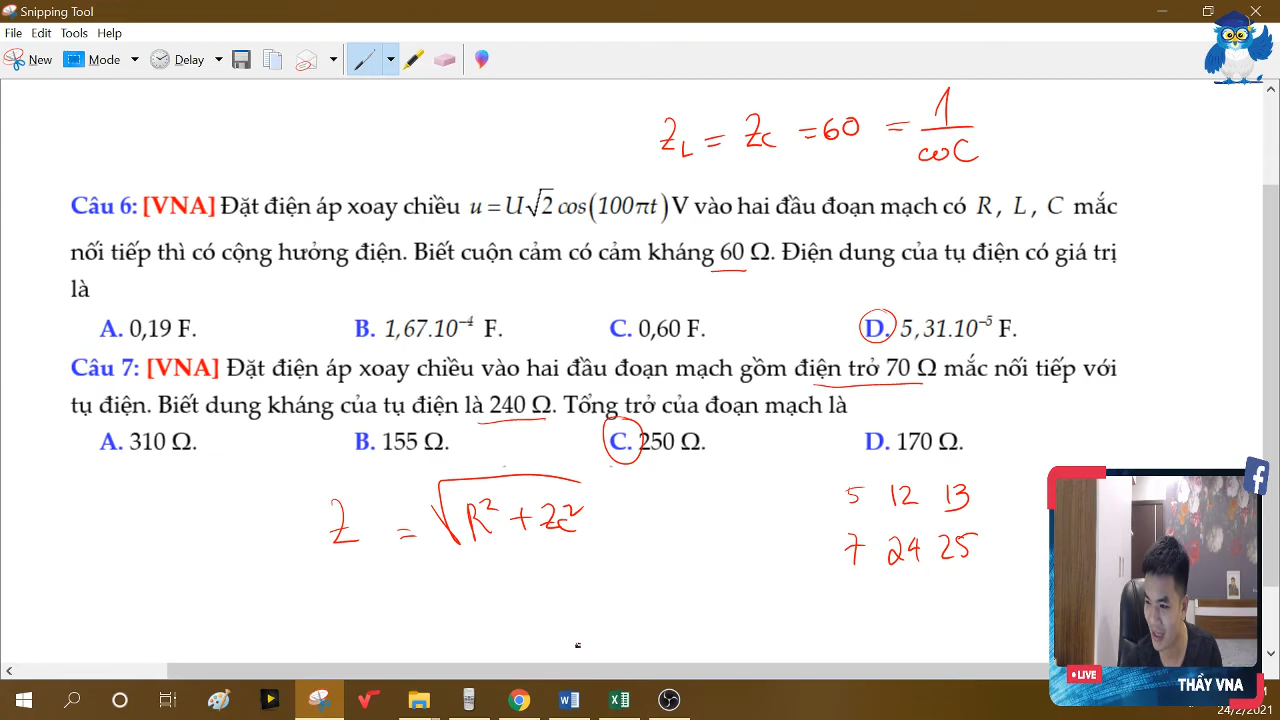 Snipping Tool
File Edit Tools Help
New Mode Delay
Z_L = Z_C = 60 = 1/ωC
Câu 6: [VNA] Đặt điện áp xoay chiều u = U√2 cos(100πt) V vào hai đầu đoạn mạch có R, L, C mắc
nối tiếp thì có cộng hưởng điện. Biết cuộn cảm có cảm kháng 60 Ω. Điện dung của tụ điện có giá trị
là
A. 0,19 F. B. 1,67.10⁻⁴ F. C. 0,60 F. D. 5,31.10⁻⁵ F.
Câu 7: [VNA] Đặt điện áp xoay chiều vào hai đầu đoạn mạch gồm điện trở 70 Ω mắc nối tiếp với
tụ điện. Biết dung kháng của tụ điện là 240 Ω. Tổng trở của đoạn mạch là
A. 310 Ω. B. 155 Ω. C. 250 Ω. D. 170 Ω.
Z = √(R² + Z_C²)
5 12 13
7 24 25
LIVE THẦY VNA
24/2/2021